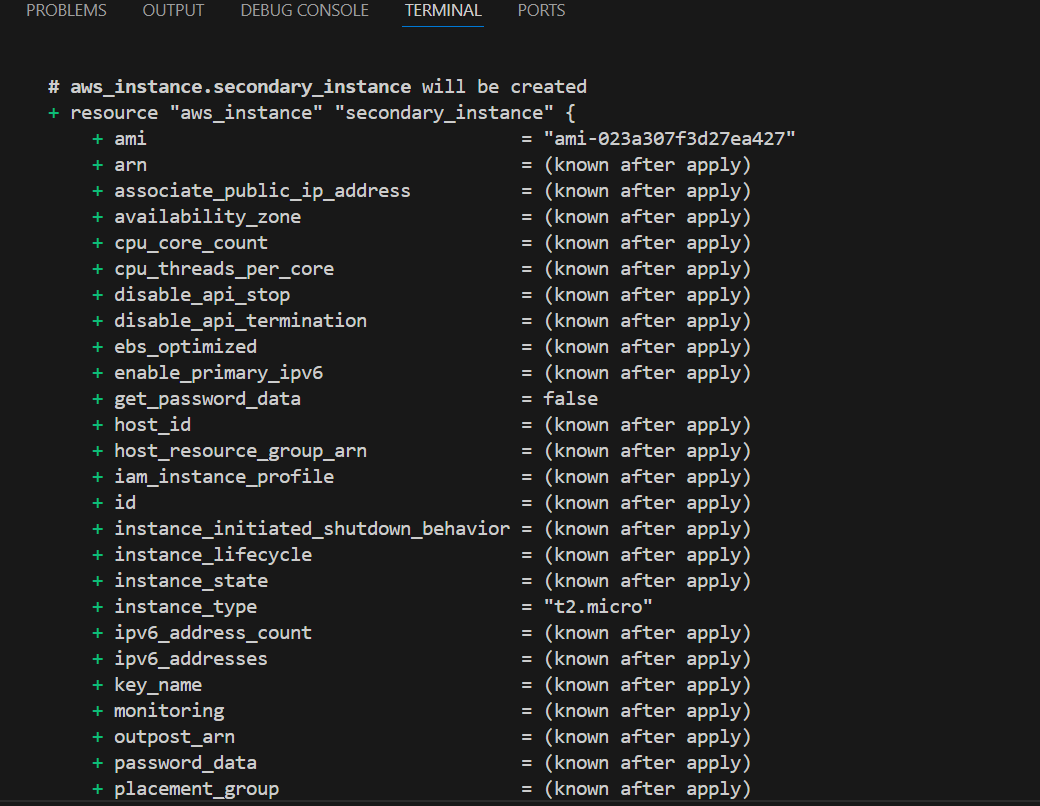 PROBLEMS OUTPUT DEBUG CONSOLE TERMINAL PORTS
# aws_instance.secondary_instance will be created
+ resource "aws_instance" "secondary_instance" {
+ ami = "ami-023a307f3d27ea427"
+ arn = (known after apply)
+ associate_public_ip_address = (known after apply)
+ availability_zone = (known after apply)
+ cpu_core_count = (known after apply)
+ cpu_threads_per_core = (known after apply)
+ disable_api_stop = (known after apply)
+ disable_api_termination = (known after apply)
+ ebs_optimized = (known after apply)
+ enable_primary_ipv6 = (known after apply)
+ get_password_data = false
+ host_id = (known after apply)
+ host_resource_group_arn = (known after apply)
+ iam_instance_profile = (known after apply)
+ id = (known after apply)
+ instance_initiated_shutdown_behavior = (known after apply)
+ instance_lifecycle = (known after apply)
+ instance_state = (known after apply)
+ instance_type = "t2.micro"
+ ipv6_address_count = (known after apply)
+ ipv6_addresses = (known after apply)
+ key_name = (known after apply)
+ monitoring = (known after apply)
+ outpost_arn = (known after apply)
+ password_data = (known after apply)
+ placement_group = (known after apply)